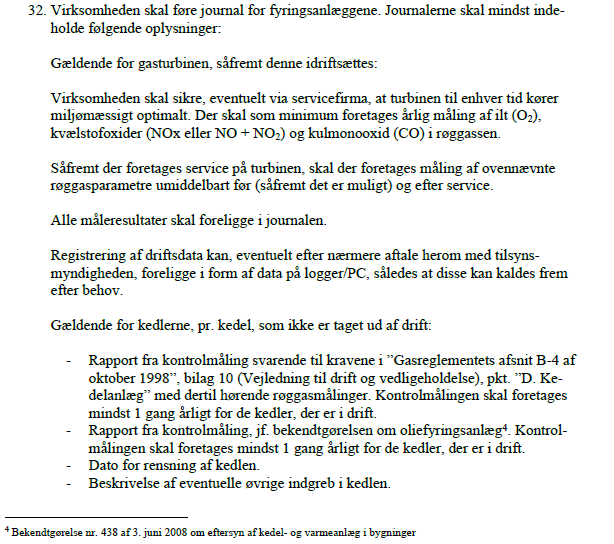 32. Virksomheden skal føre journal for fyringsanlæggene. Journalerne skal mindst inde-
holde følgende oplysninger:
Gældende for gasturbinen, såfremt denne idriftsættes:
Virksomheden skal sikre, eventuelt via servicefirma, at turbinen til enhver tid kører
miljømæssigt optimalt. Der skal som minimum foretages årlig måling af ilt (O₂),
kvælstofoxider (NOx eller NO + NO₂) og kulmonooxid (CO) i røggassen.
Såfremt der foretages service på turbinen, skal der foretages måling af ovennævnte
røggasparametre umiddelbart før (såfremt det er muligt) og efter service.
Alle måleresultater skal foreligge i journalen.
Registrering af driftsdata kan, eventuelt efter nærmere aftale herom med tilsyns-
myndigheden, foreligge i form af data på logger/PC, således at disse kan kaldes frem
efter behov.
Gældende for kedlerne, pr. kedel, som ikke er taget ud af drift:
- Rapport fra kontrolmåling svarende til kravene i ”Gasreglementets afsnit B-4 af
oktober 1998”, bilag 10 (Vejledning til drift og vedligeholdelse), pkt. ”D. Ke-
delanlæg” med dertil hørende røggasmålinger. Kontrolmålingen skal foretages
mindst 1 gang årligt for de kedler, der er i drift.
- Rapport fra kontrolmåling, jf. bekendtgørelsen om oliefyringsanlæg⁴. Kontrol-
målingen skal foretages mindst 1 gang årligt for de kedler, der er i drift.
- Dato for rensning af kedlen.
- Beskrivelse af eventuelle øvrige indgreb i kedlen.
⁴ Bekendtgørelse nr. 438 af 3. juni 2008 om eftersyn af kedel- og varmeanlæg i bygninger